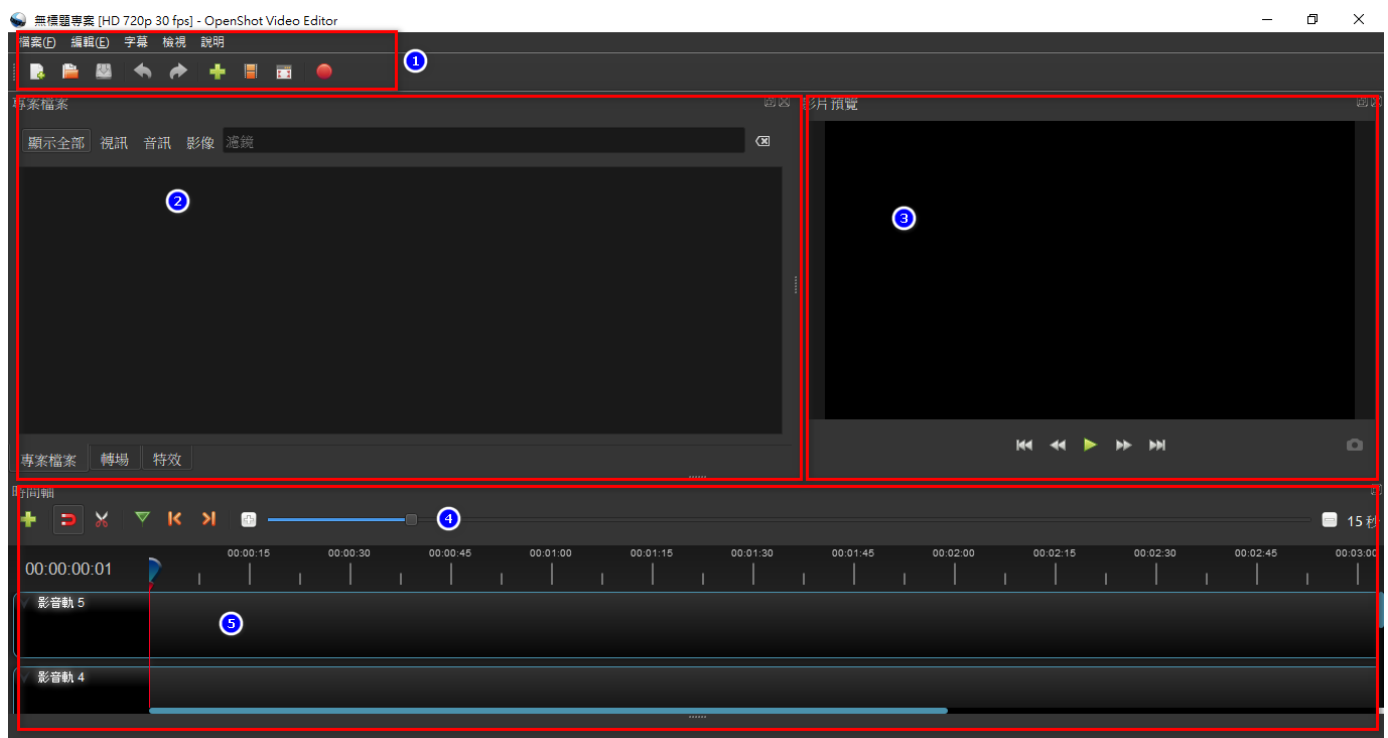 無標題專案 [HD 720p 30 fps] - OpenShot Video Editor
檔案(F) 編輯(E) 字幕 檢視 說明
1
專案檔案
影片預覽
顯示全部 視訊 音訊 影像 濾鏡
2
3
專案檔案 轉場 特效
時間軸
4
15 秒
00:00:00:01
00:00:15 00:00:30 00:00:45 00:01:00 00:01:15 00:01:30 00:01:45 00:02:00 00:02:15 00:02:30 00:02:45 00:03:00
影音軌 5
5
影音軌 4